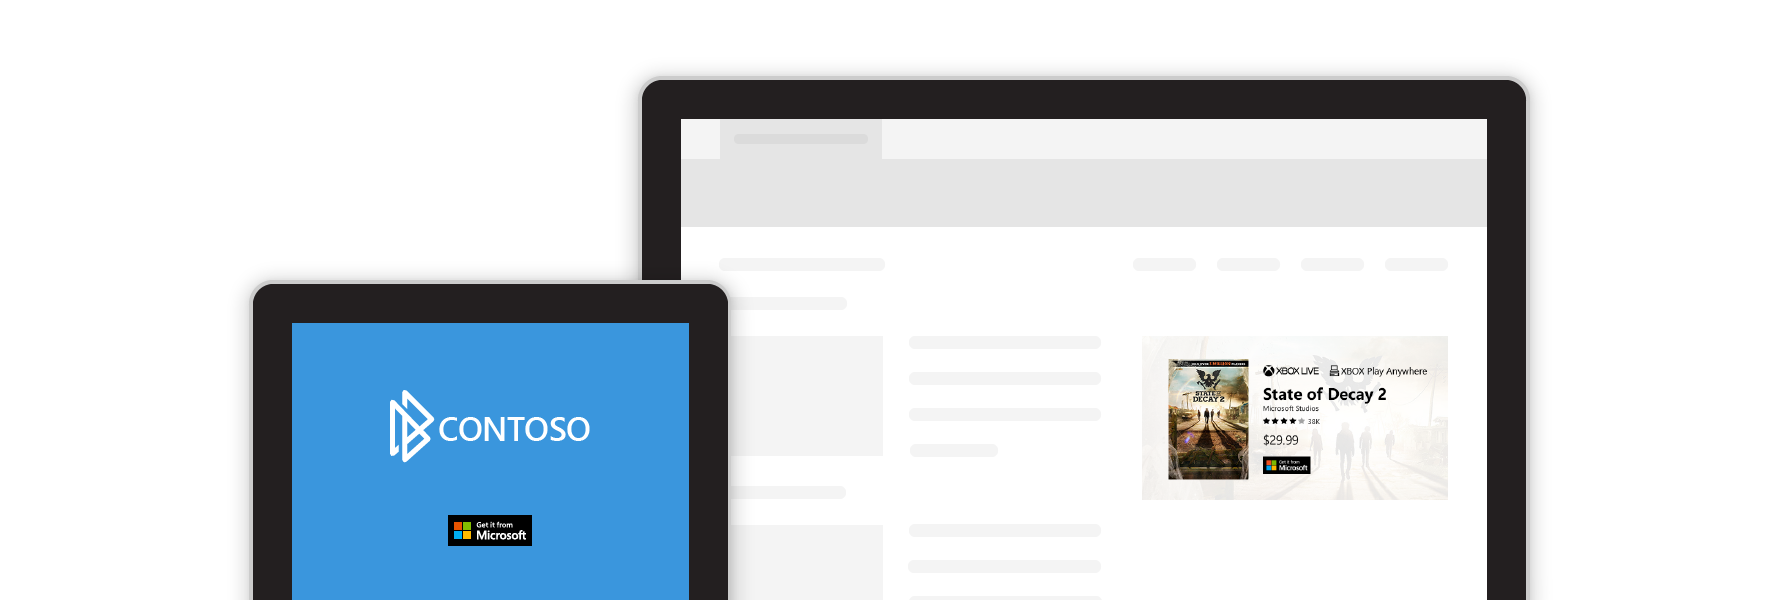 CONTOSO
Get it from
Microsoft
STATE OF
DECAY 2
XBOX LIVE XBOX Play Anywhere
State of Decay 2
Microsoft Studios
38K
$29.99
Get it from
Microsoft